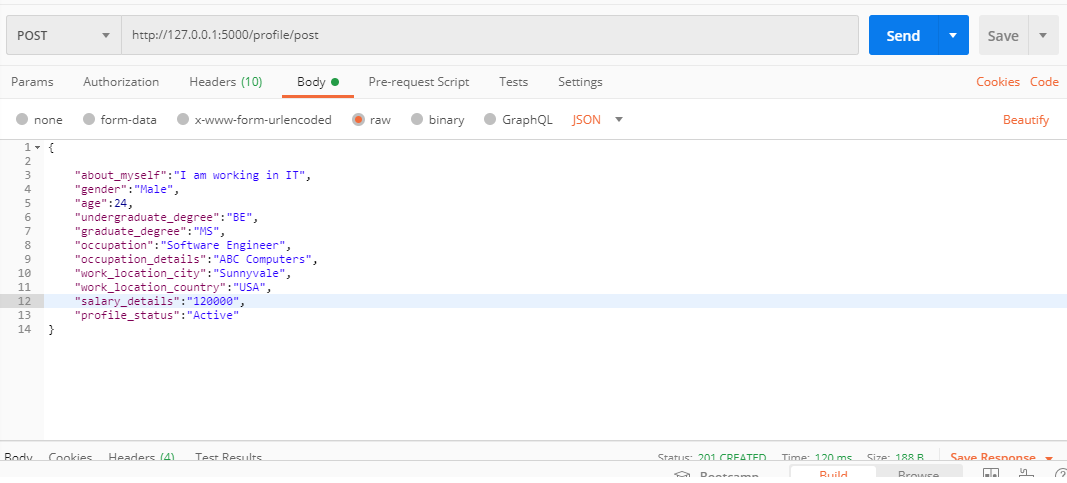 POST http://127.0.0.1:5000/profile/post Send Save
Params Authorization Headers (10) Body Pre-request Script Tests Settings Cookies Code
none form-data x-www-form-urlencoded raw binary GraphQL JSON Beautify
1 {
2
3 "about_myself":"I am working in IT",
4 "gender":"Male",
5 "age":24,
6 "undergraduate_degree":"BE",
7 "graduate_degree":"MS",
8 "occupation":"Software Engineer",
9 "occupation_details":"ABC Computers",
10 "work_location_city":"Sunnyvale",
11 "work_location_country":"USA",
12 "salary_details":"120000",
13 "profile_status":"Active"
14 }
Body Cookies Headers (4) Test Results Status: 201 CREATED Time: 120 ms Size: 188 B Save Response
Bootcamp Build Browse